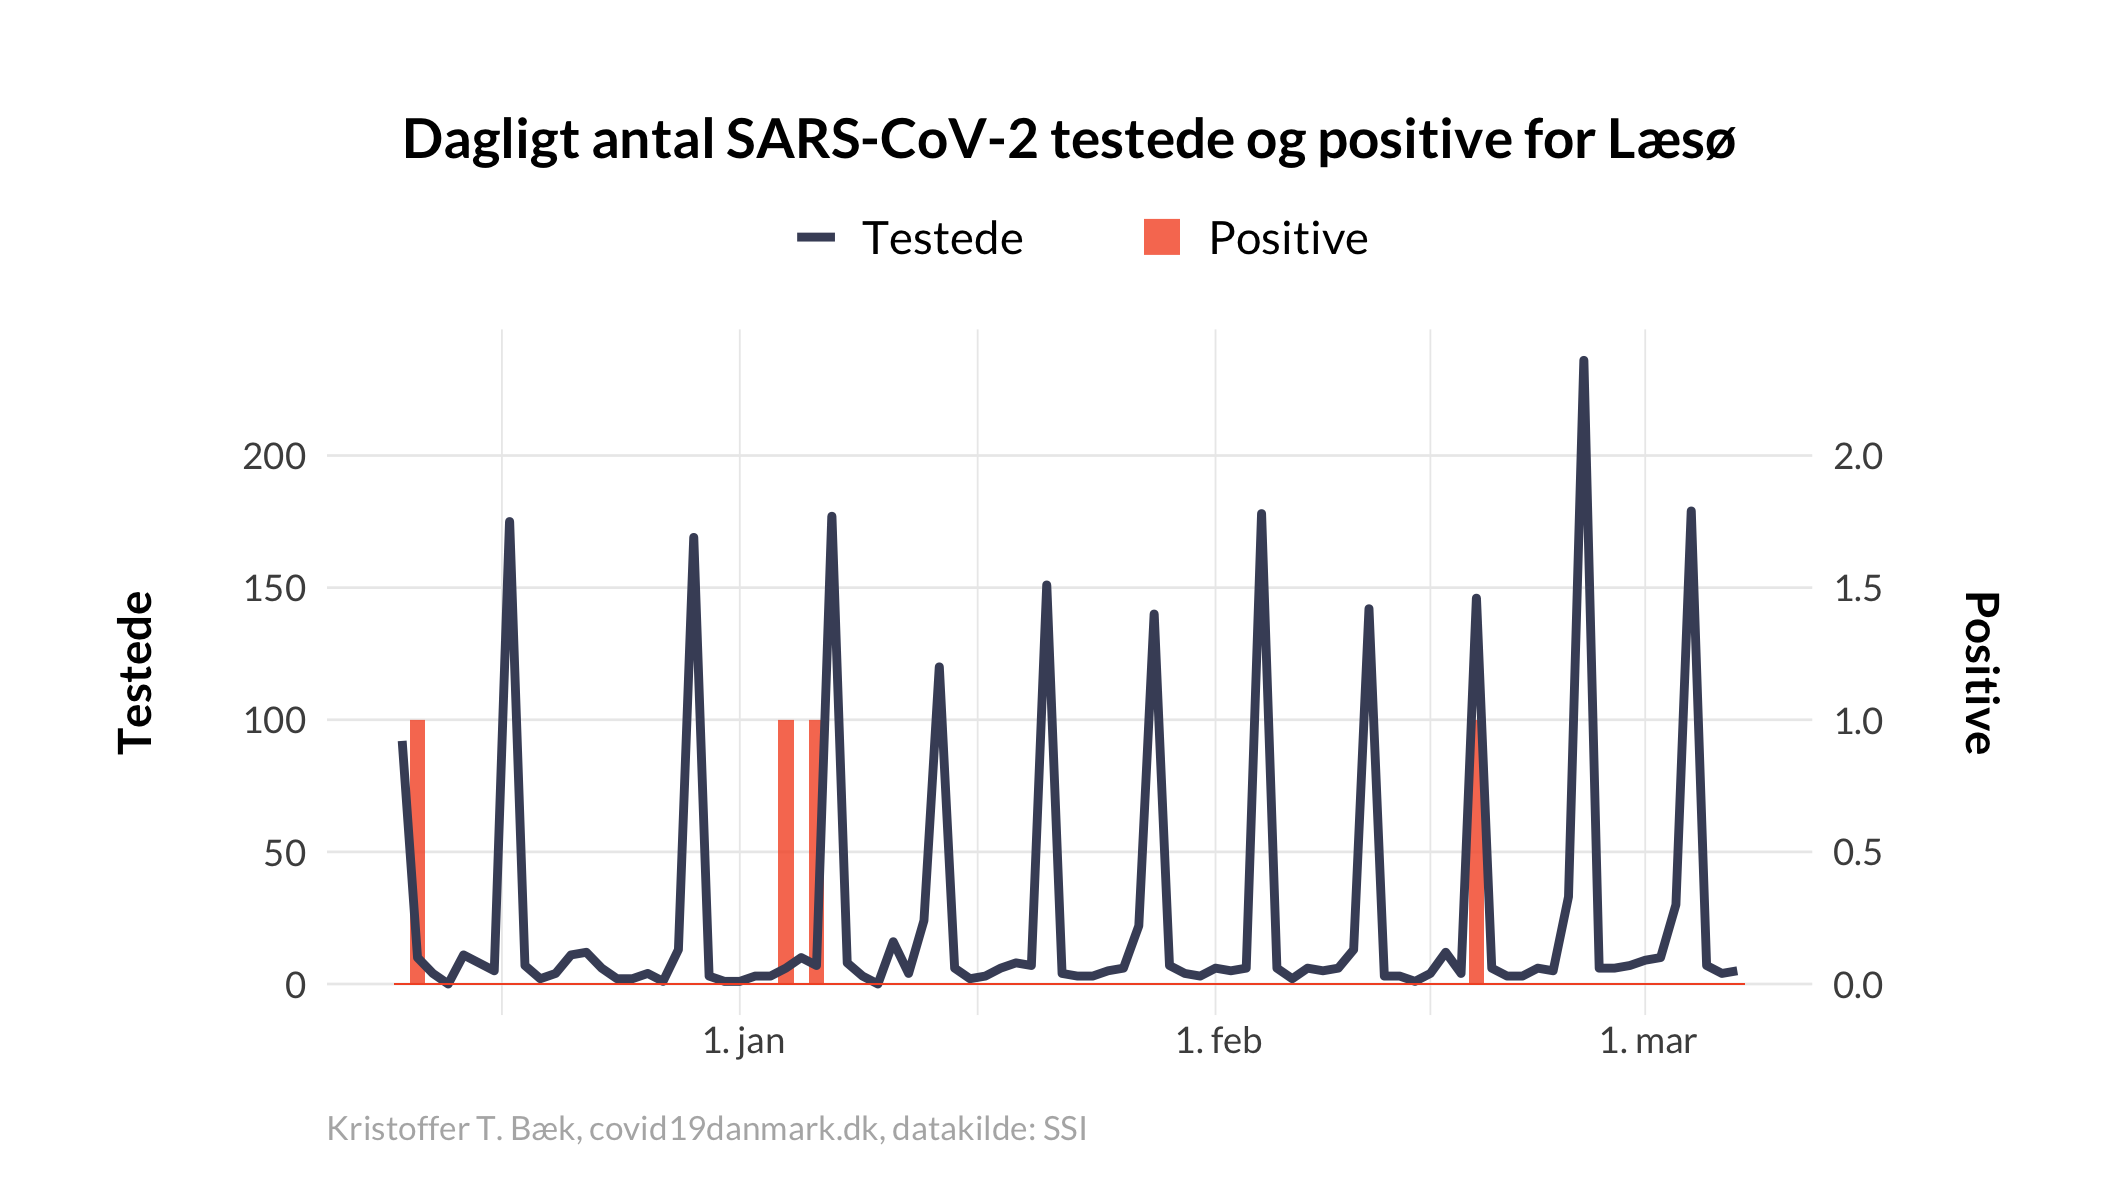 Dagligt antal SARS-CoV-2 testede og positive for Læsø
Testede
Positive
200
150
100
50
0
2.0
1.5
1.0
0.5
0.0
Testede
Positive
1. jan
1. feb
1. mar
Kristoffer T. Bæk, covid19danmark.dk, datakilde: SSI